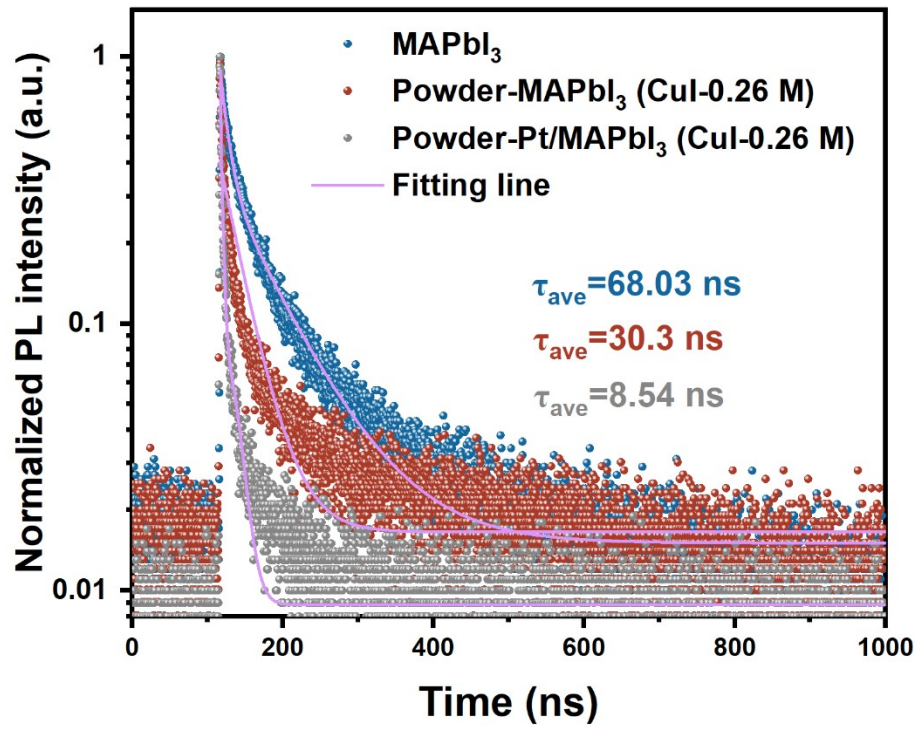 Normalized PL intensity (a.u.)
1
0.1
0.01
MAPbI₃
Powder-MAPbI₃ (CuI-0.26 M)
Powder-Pt/MAPbI₃ (CuI-0.26 M)
Fitting line
τave=68.03 ns
τave=30.3 ns
τave=8.54 ns
0 200 400 600 800 1000
Time (ns)